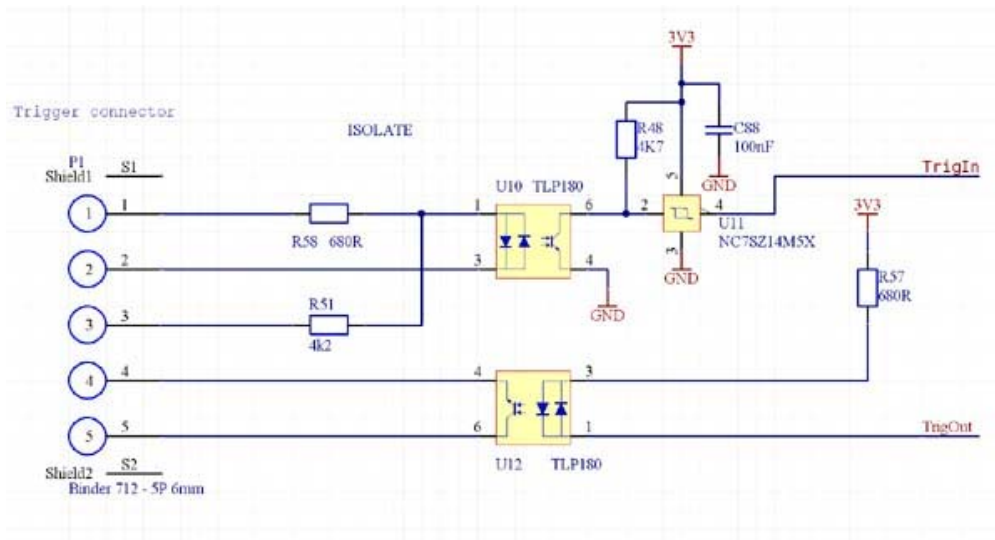 3V3
Trigger connector
ISOLATE
R48
4K7
C88
100nF
P1
Shield1
S1
GND
TrigIn
U10 TLP180
5
1
1
R58 680R
1
6
2
4
U11
NC7SZ14M5X
3V3
2
2
3
4
3
GND
R57
680R
R51
GND
3
3
4k2
4
4
4
3
5
5
6
1
TrigOut
Shield2
S2
U12 TLP180
Binder 712 - 5P 6mm